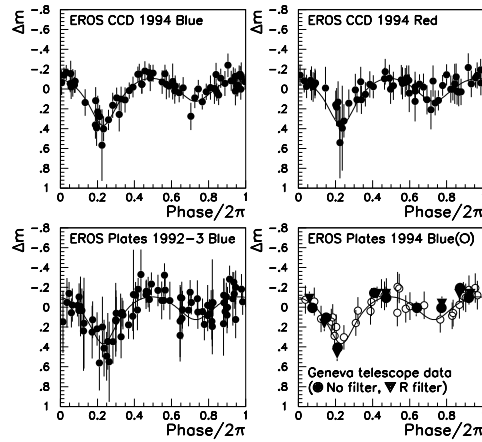 EROS CCD 1994 Blue
Δm
-.8
-.6
-.4
-.2
0
.2
.4
.6
.8
1
0 0.2 0.4 0.6 0.8 1
Phase/2π
EROS CCD 1994 Red
Δm
-.8
-.6
-.4
-.2
0
.2
.4
.6
.8
1
0 0.2 0.4 0.6 0.8 1
Phase/2π
EROS Plates 1992-3 Blue
Δm
-.8
-.6
-.4
-.2
0
.2
.4
.6
.8
1
0 0.2 0.4 0.6 0.8 1
Phase/2π
EROS Plates 1994 Blue(O)
Δm
-.8
-.6
-.4
-.2
0
.2
.4
.6
.8
1
Geneva telescope data
(● No filter, ▼ R filter)
0 0.2 0.4 0.6 0.8 1
Phase/2π